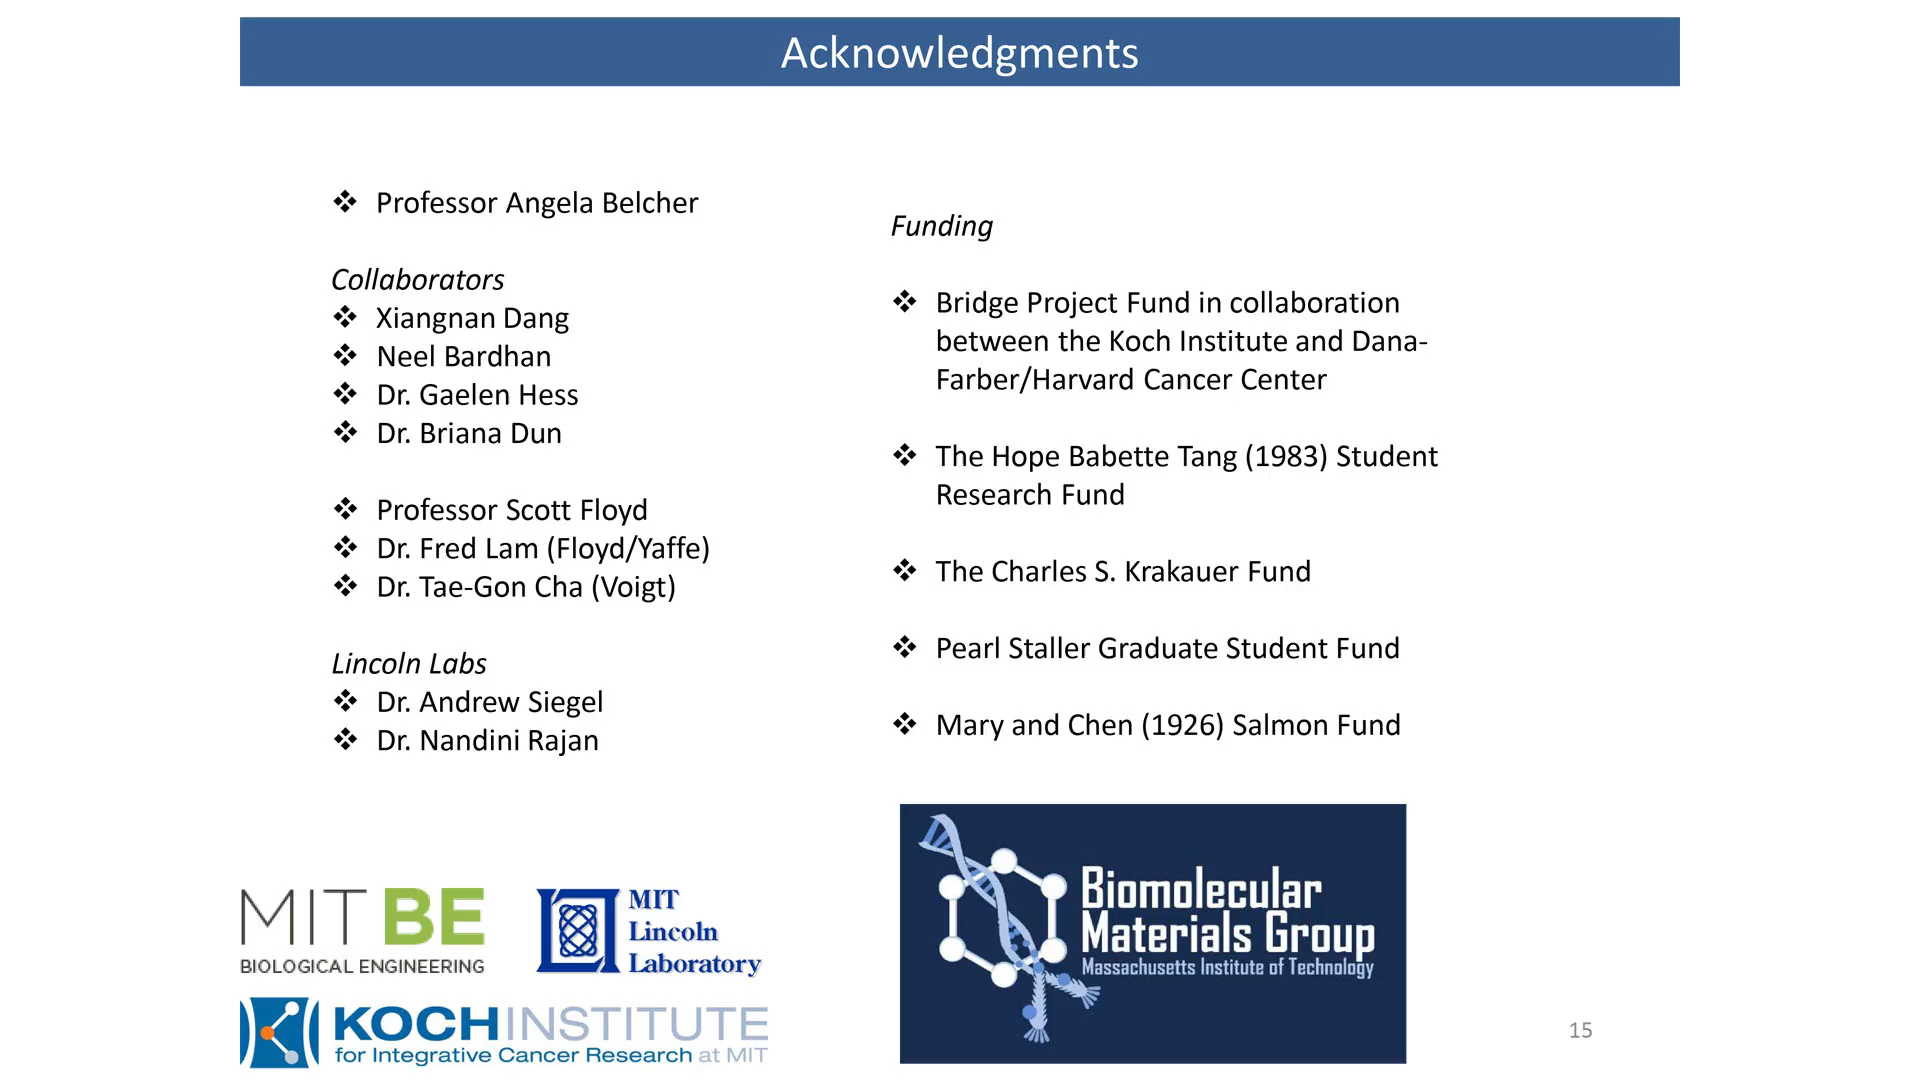 Acknowledgments
❖ Professor Angela Belcher
Collaborators
❖ Xiangnan Dang
❖ Neel Bardhan
❖ Dr. Gaelen Hess
❖ Dr. Briana Dun
❖ Professor Scott Floyd
❖ Dr. Fred Lam (Floyd/Yaffe)
❖ Dr. Tae-Gon Cha (Voigt)
Lincoln Labs
❖ Dr. Andrew Siegel
❖ Dr. Nandini Rajan
Funding
❖ Bridge Project Fund in collaboration
between the Koch Institute and Dana-
Farber/Harvard Cancer Center
❖ The Hope Babette Tang (1983) Student
Research Fund
❖ The Charles S. Krakauer Fund
❖ Pearl Staller Graduate Student Fund
❖ Mary and Chen (1926) Salmon Fund
MIT BE
BIOLOGICAL ENGINEERING
MIT
Lincoln
Laboratory
KOCH INSTITUTE
for Integrative Cancer Research at MIT
Biomolecular
Materials Group
Massachusetts Institute of Technology
15